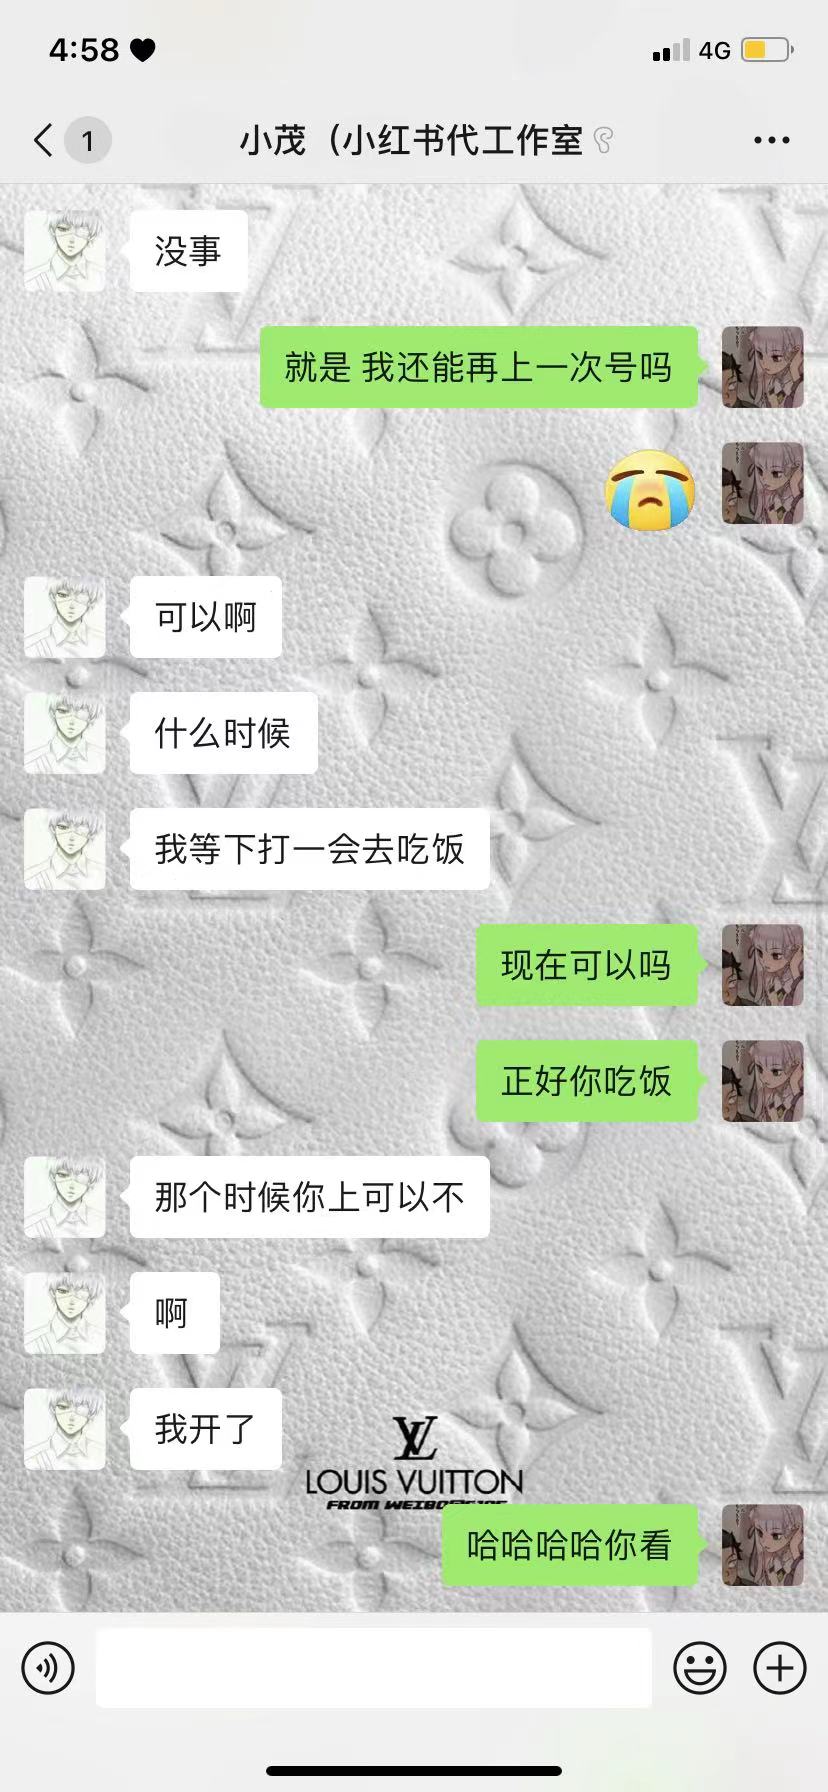 4:58
4G
1
小茂（小红书代工作室
没事
就是 我还能再上一次号吗
可以啊
什么时候
我等下打一会去吃饭
现在可以吗
正好你吃饭
那个时候你上可以不
啊
我开了
LOUIS VUITTON
FROM
哈哈哈哈你看